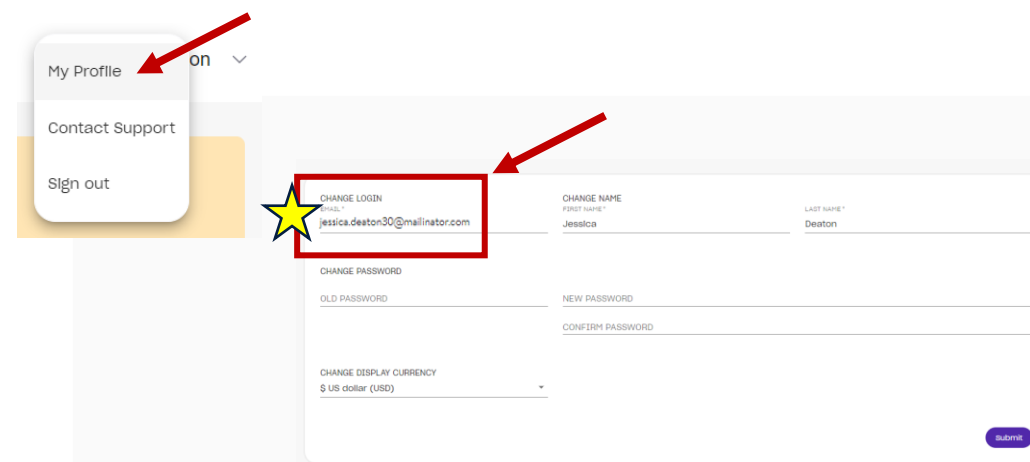 on
My Profile
Contact Support
Sign out
CHANGE LOGIN
EMAIL *
jessica.deaton30@mailinator.com
CHANGE NAME
FIRST NAME *
Jessica
LAST NAME *
Deaton
CHANGE PASSWORD
OLD PASSWORD
NEW PASSWORD
CONFIRM PASSWORD
CHANGE DISPLAY CURRENCY
$ US dollar (USD)
Submit